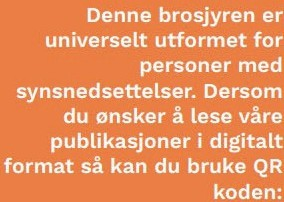 Denne brosjyren er
universelt utformet for
personer med
synsnedsettelser. Dersom
du ønsker å lese våre
publikasjoner i digitalt
format så kan du bruke QR
koden: